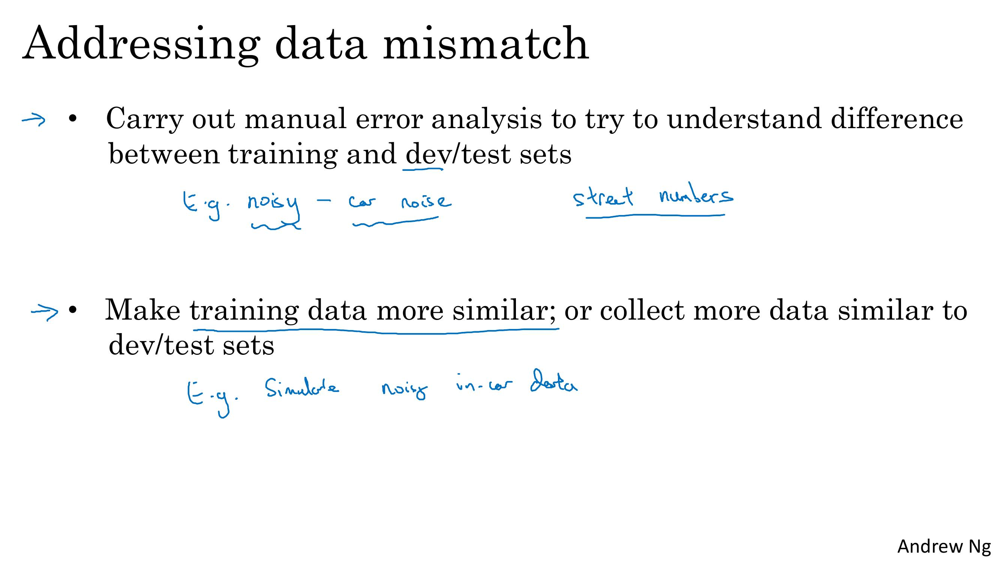 Addressing data mismatch
→ • Carry out manual error analysis to try to understand difference
between training and dev/test sets
E.g. noisy - car noise street numbers
→ • Make training data more similar; or collect more data similar to
dev/test sets
E.g. Simulate noisy in-car data
Andrew Ng